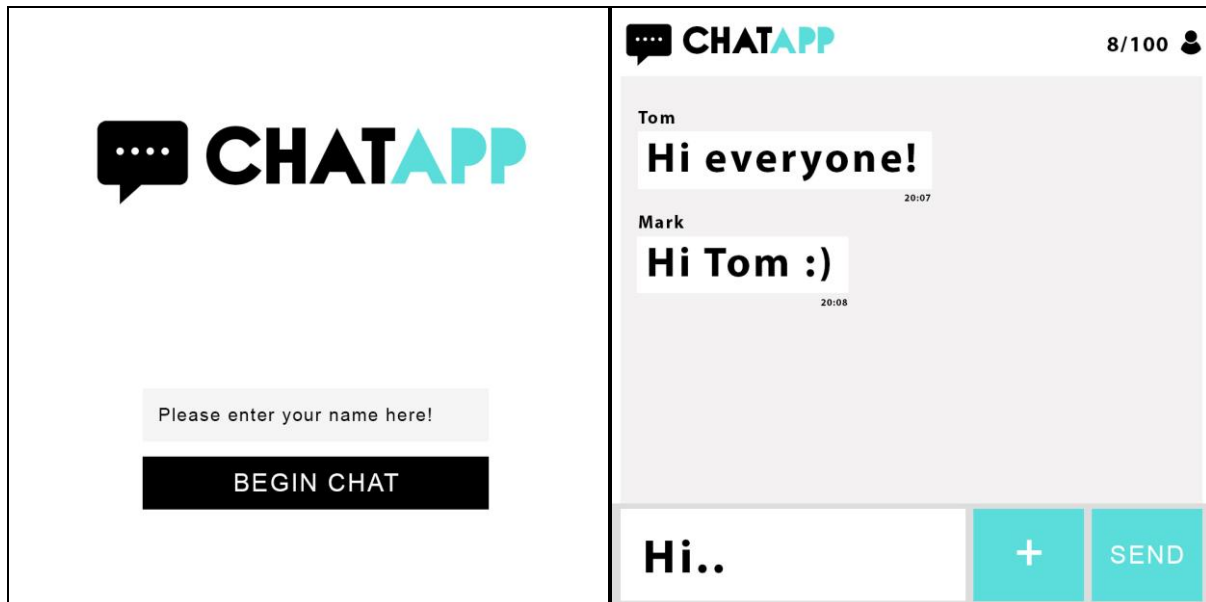 CHATAPP
Please enter your name here!
BEGIN CHAT
CHATAPP
8/100
Tom
Hi everyone!
20:07
Mark
Hi Tom :)
20:08
Hi..
+
SEND